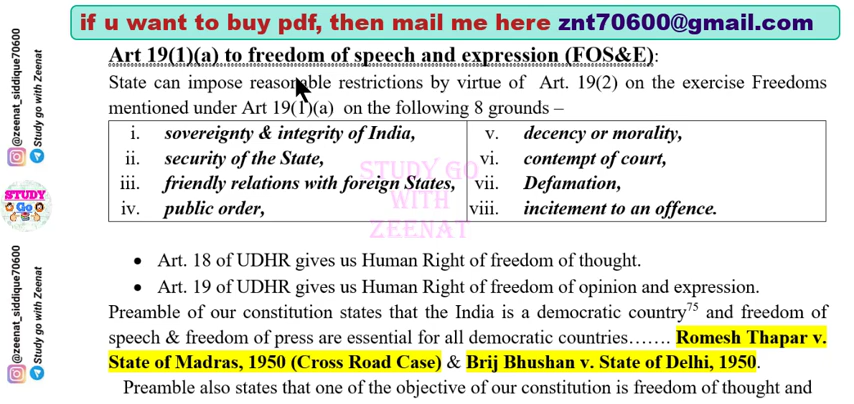 if u want to buy pdf, then mail me here znt70600@gmail.com
Art 19(1)(a) to freedom of speech and expression (FOS&E):
State can impose reasonable restrictions by virtue of Art. 19(2) on the exercise Freedoms
mentioned under Art 19(1)(a) on the following 8 grounds –
i. sovereignty & integrity of India,
ii. security of the State,
iii. friendly relations with foreign States,
iv. public order,
v. decency or morality,
vi. contempt of court,
vii. Defamation,
viii. incitement to an offence.
• Art. 18 of UDHR gives us Human Right of freedom of thought.
• Art. 19 of UDHR gives us Human Right of freedom of opinion and expression.
Preamble of our constitution states that the India is a democratic country75 and freedom of
speech & freedom of press are essential for all democratic countries……. Romesh Thapar v.
State of Madras, 1950 (Cross Road Case) & Brij Bhushan v. State of Delhi, 1950.
Preamble also states that one of the objective of our constitution is freedom of thought and
STUDY GO
WITH
ZEENAT
@zeenat_siddique70600
Study go with Zeenat
STUDY
Go
@zeenat_siddique70600
Study go with Zeenat